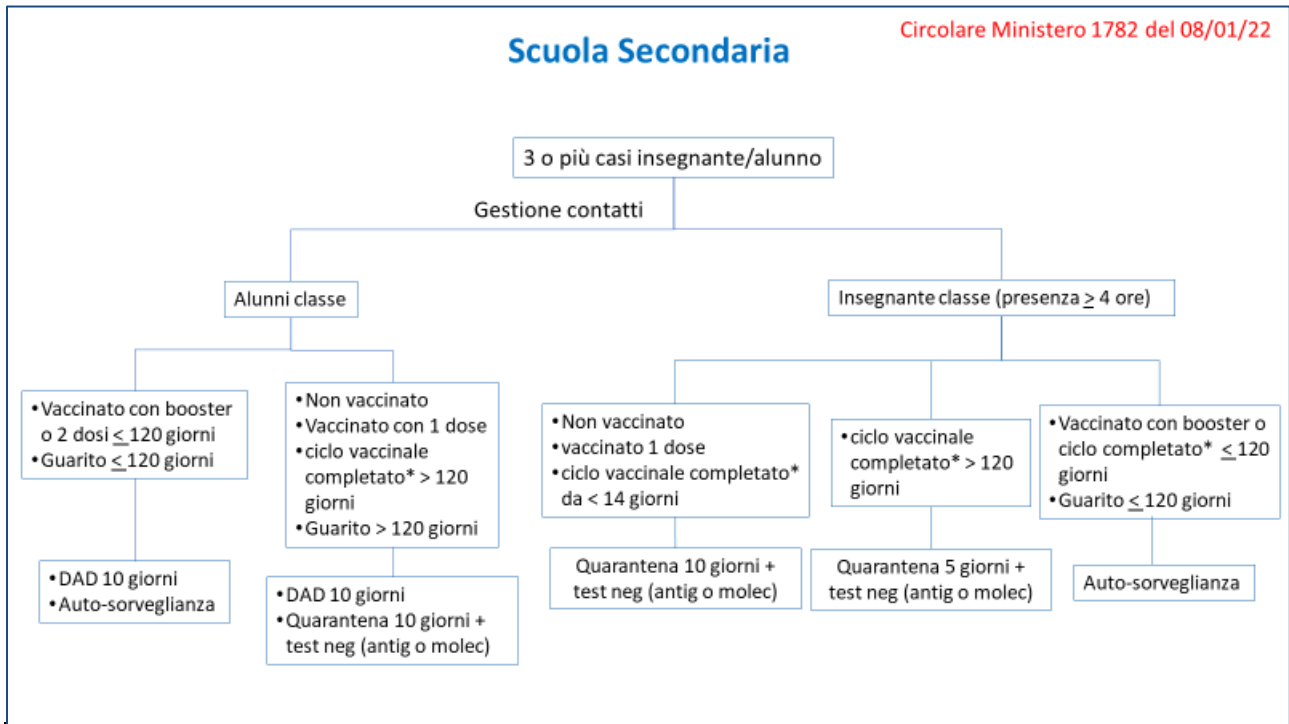 Circolare Ministero 1782 del 08/01/22
Scuola Secondaria
3 o più casi insegnante/alunno
Gestione contatti
Alunni classe
Insegnante classe (presenza ≥ 4 ore)
•Vaccinato con booster
o 2 dosi ≤ 120 giorni
•Guarito ≤ 120 giorni
•Non vaccinato
•Vaccinato con 1 dose
•ciclo vaccinale
completato* > 120
giorni
•Guarito > 120 giorni
•Non vaccinato
•vaccinato 1 dose
•ciclo vaccinale completato*
da < 14 giorni
•ciclo vaccinale
completato* > 120
giorni
•Vaccinato con booster o
ciclo completato* ≤ 120
giorni
•Guarito ≤ 120 giorni
•DAD 10 giorni
•Auto-sorveglianza
•DAD 10 giorni
•Quarantena 10 giorni +
test neg (antig o molec)
Quarantena 10 giorni +
test neg (antig o molec)
Quarantena 5 giorni +
test neg (antig o molec)
Auto-sorveglianza